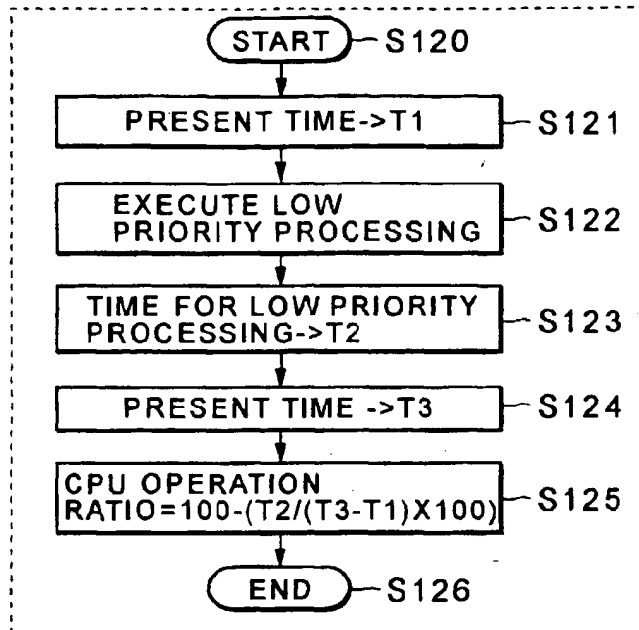 START S120
PRESENT TIME->T1 S121
EXECUTE LOW
PRIORITY PROCESSING S122
TIME FOR LOW PRIORITY
PROCESSING->T2 S123
PRESENT TIME ->T3 S124
CPU OPERATION
RATIO=100-(T2/(T3-T1)X100) S125
END S126